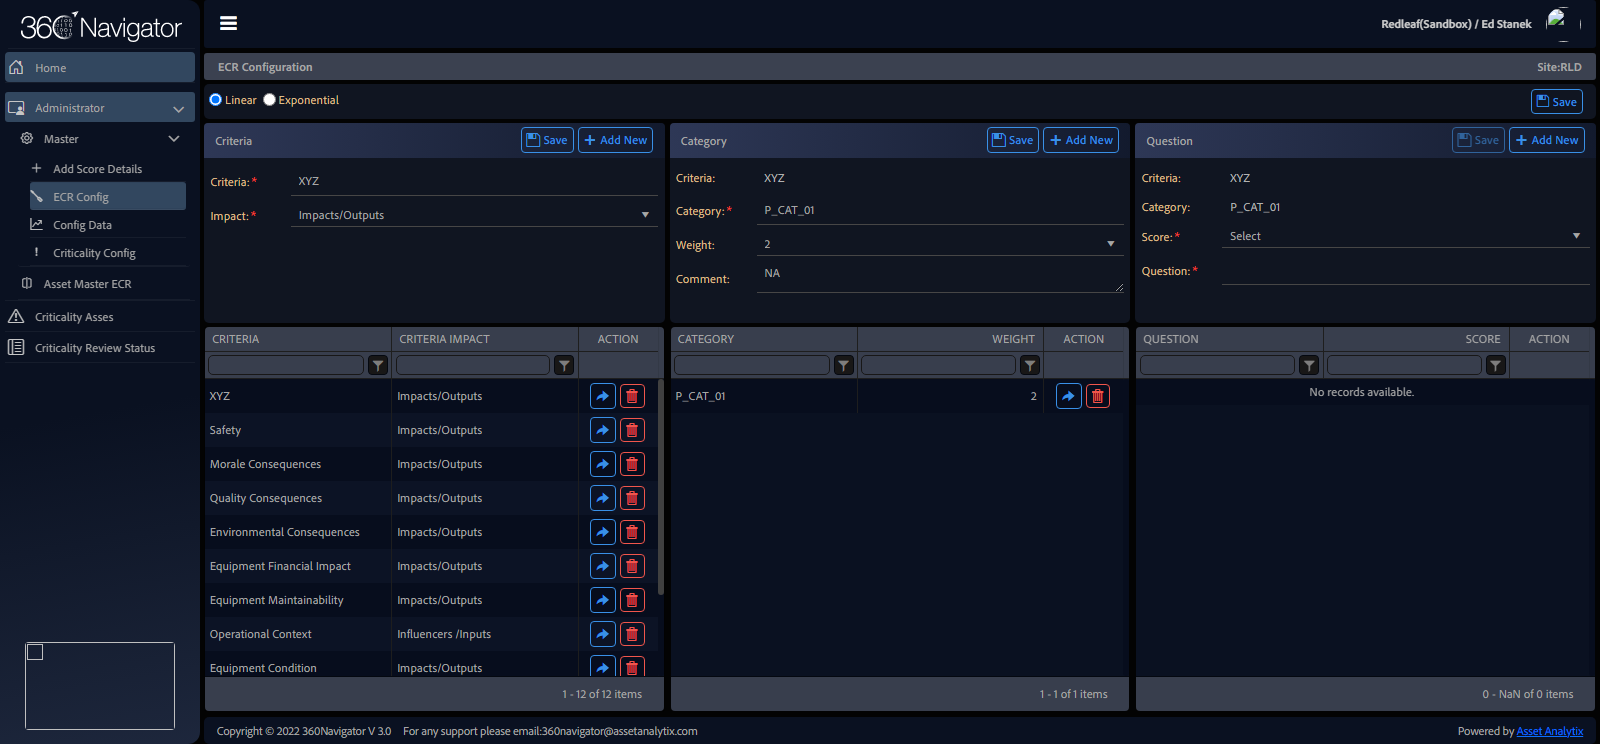 360 Navigator
Redleaf(Sandbox) / Ed Stanek
Home
Administrator
Master
Add Score Details
ECR Config
Config Data
Criticality Config
Asset Master ECR
Criticality Asses
Criticality Review Status
ECR Configuration
Site:RLD
Linear Exponential
Save
Criteria
Save
Add New
Criteria:* XYZ
Impact:* Impacts/Outputs
Category
Save
Add New
Criteria: XYZ
Category:* P_CAT_01
Weight: 2
Comment: NA
Question
Save
Add New
Criteria: XYZ
Category: P_CAT_01
Score:* Select
Question:*
CRITERIA CRITERIA IMPACT ACTION
XYZ Impacts/Outputs
Safety Impacts/Outputs
Morale Consequences Impacts/Outputs
Quality Consequences Impacts/Outputs
Environmental Consequences Impacts/Outputs
Equipment Financial Impact Impacts/Outputs
Equipment Maintainability Impacts/Outputs
Operational Context Influencers /Inputs
Equipment Condition Impacts/Outputs
1 - 12 of 12 items
CATEGORY WEIGHT ACTION
P_CAT_01 2
1 - 1 of 1 items
QUESTION SCORE ACTION
No records available.
0 - NaN of 0 items
Copyright © 2022 360Navigator V 3.0 For any support please email:360navigator@assetanalytix.com
Powered by Asset Analytix